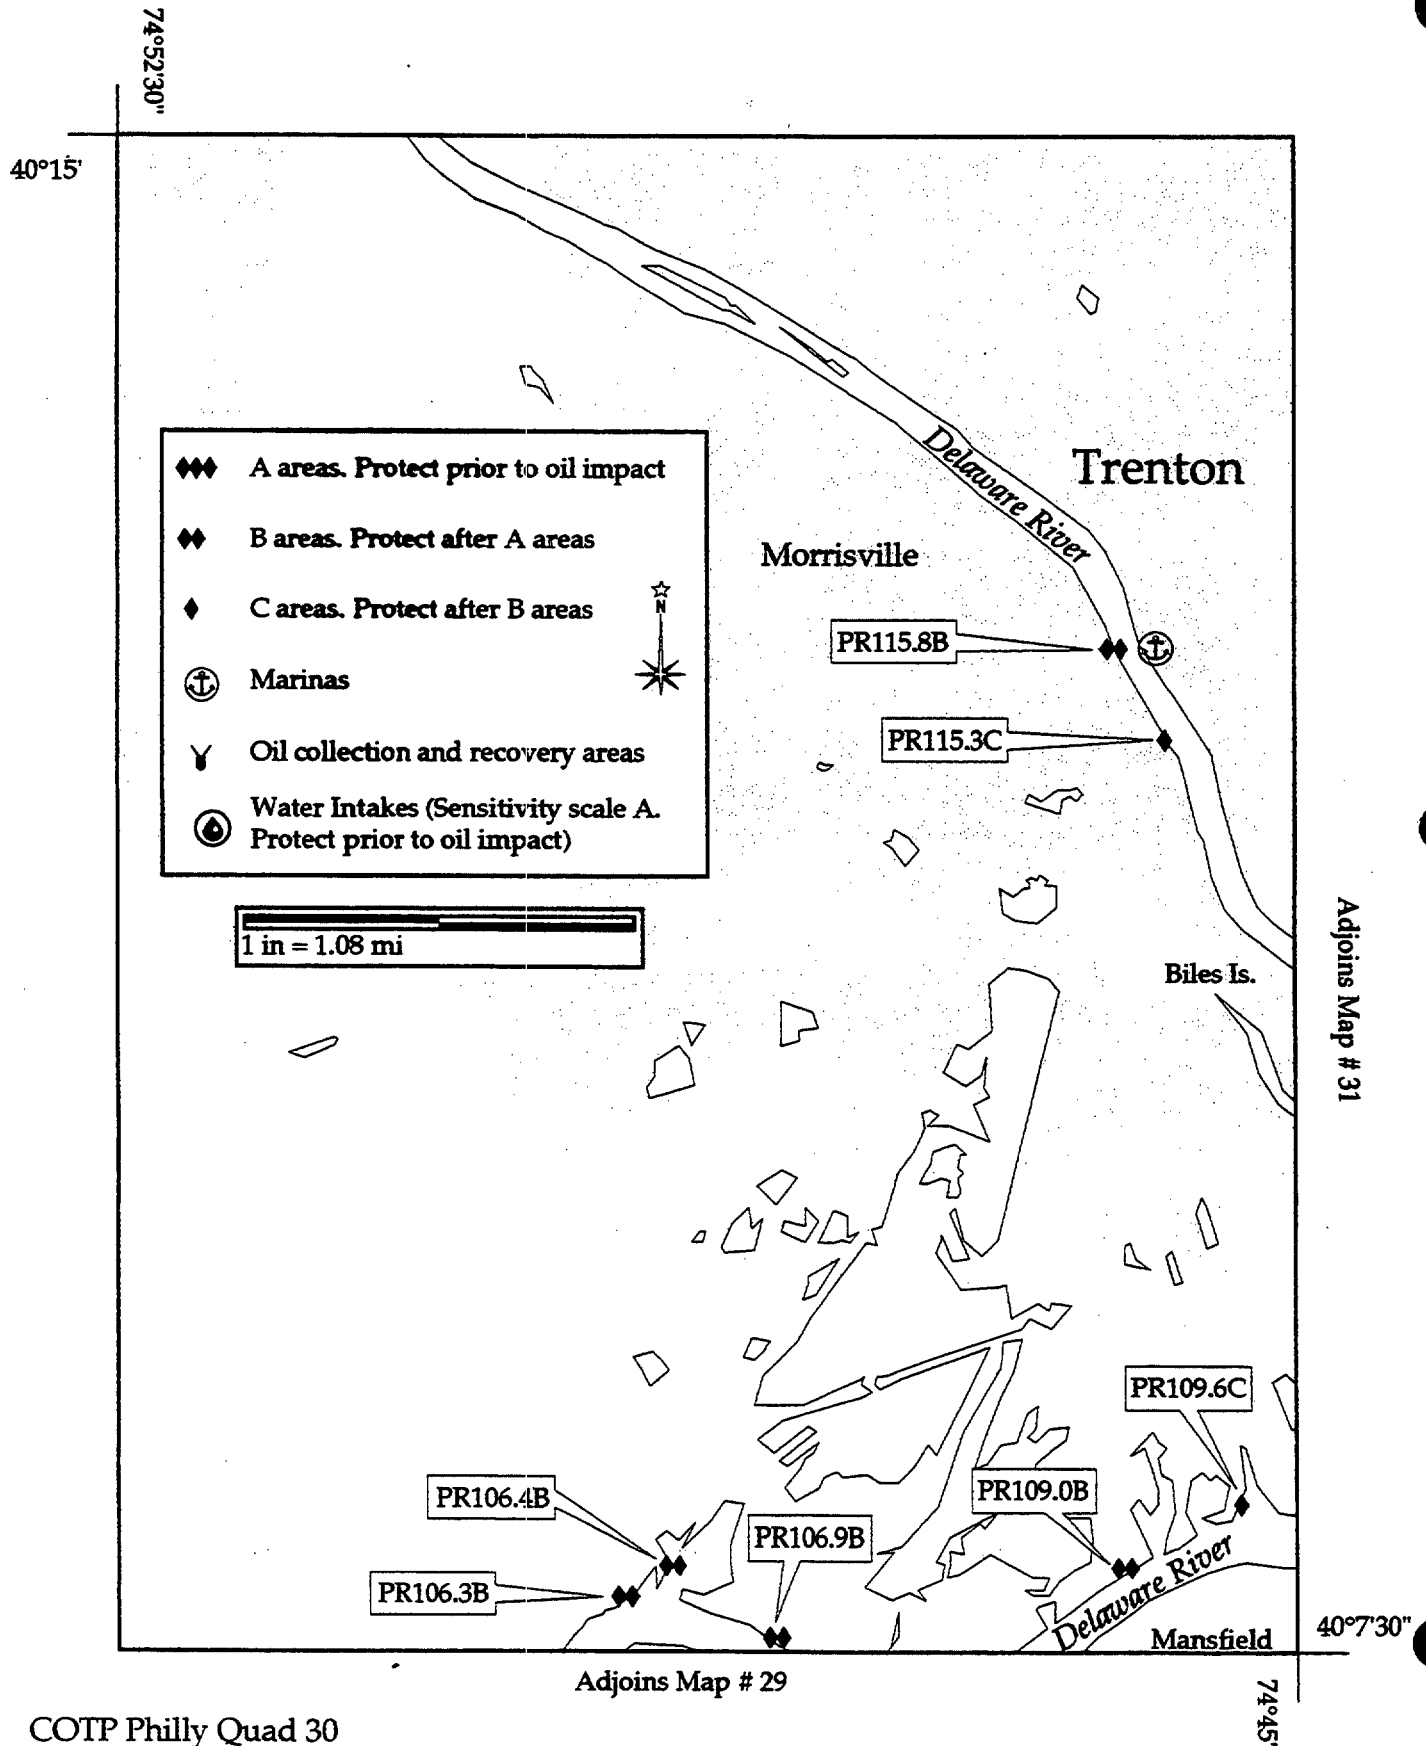 74°52'30"
40°15'
Delaware River
Trenton
A areas. Protect prior to oil impact
B areas. Protect after A areas
Morrisville
C areas. Protect after B areas
N
PR115.8B
Marinas
PR115.3C
Oil collection and recovery areas
Water Intakes (Sensitivity scale A.
Protect prior to oil impact)
1 in = 1.08 mi
Biles Is.
Adjoins Map # 31
PR109.6C
PR106.4B
PR109.0B
PR106.9B
PR106.3B
Delaware River
Mansfield
40°7'30"
Adjoins Map # 29
74°45'
COTP Philly Quad 30